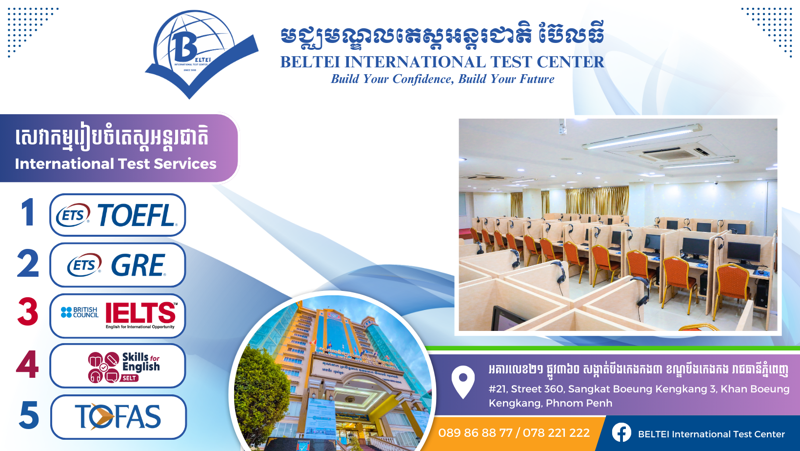 BELTEI
INTERNATIONAL TEST CENTER
មជ្ឈមណ្ឌលតេស្តអន្តរជាតិ ប៊ែលធី
BELTEI INTERNATIONAL TEST CENTER
Build Your Confidence, Build Your Future
សេវាកម្មរៀបចំតេស្តអន្តរជាតិ
International Test Services
1 ETS TOEFL
2 ETS GRE
3 BRITISH COUNCIL IELTS™
English for International Opportunity
4 Skills for English
SELT
5 TOFAS
អគារលេខ២១ ផ្លូវ៣៦០ សង្កាត់បឹងកេងកង៣ ខណ្ឌបឹងកេងកង រាជធានីភ្នំពេញ
#21, Street 360, Sangkat Boeung Kengkang 3, Khan Boeung
Kengkang, Phnom Penh
089 86 88 77 / 078 221 222
BELTEI International Test Center